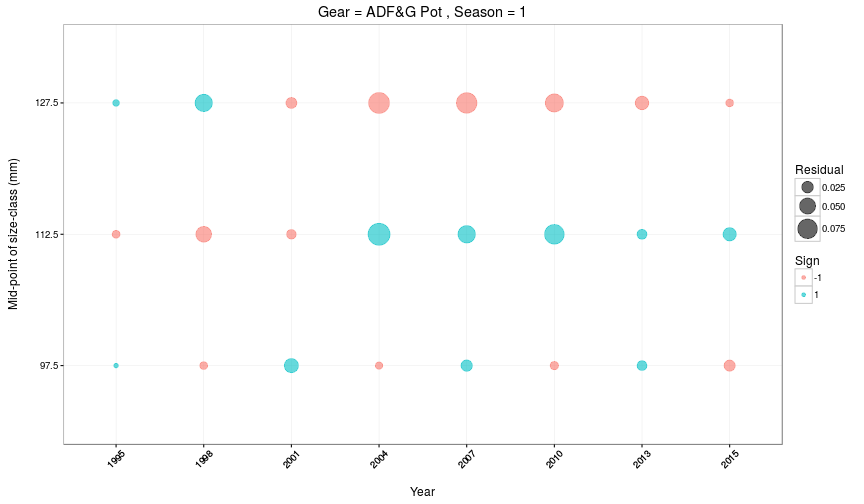 Gear = ADF&G Pot , Season = 1
Mid-point of size-class (mm)
127.5
112.5
97.5
1995 1998 2001 2004 2007 2010 2013 2015
Year
Residual
0.025
0.050
0.075
Sign
-1
1